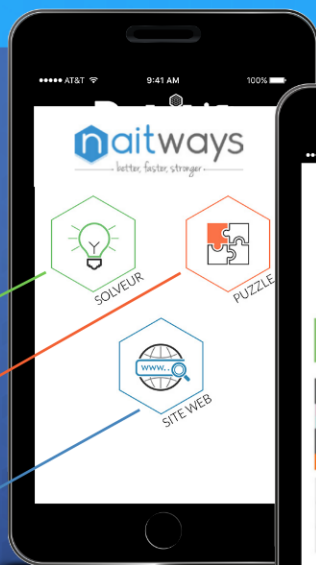 AT&T 9:41 AM 100%
naitways
better, faster, stronger
SOLVEUR
PUZZLE
www...
SITE WEB